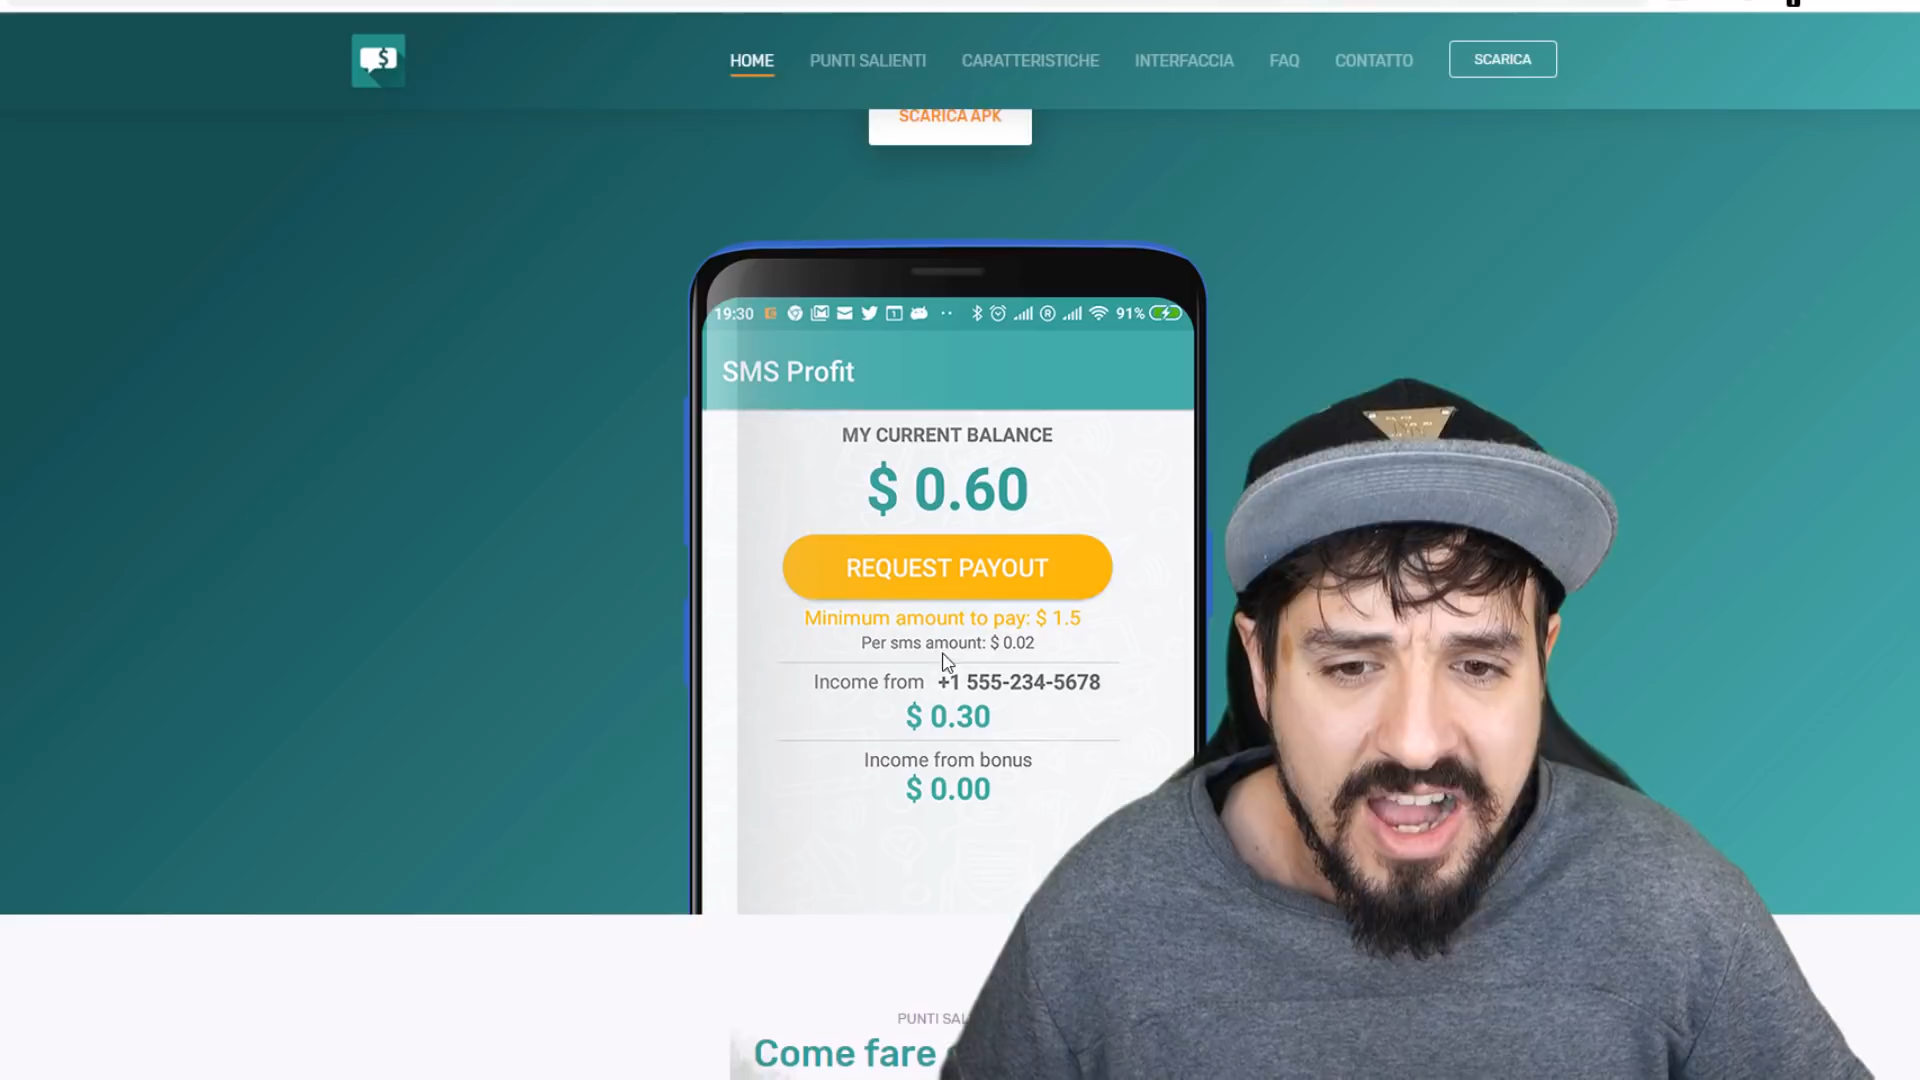 HOME PUNTI SALIENTI CARATTERISTICHE INTERFACCIA FAQ CONTATTO SCARICA
SCARICA APK
19:30 91%
SMS Profit
MY CURRENT BALANCE
$ 0.60
REQUEST PAYOUT
Minimum amount to pay: $ 1.5
Per sms amount: $ 0.02
Income from +1 555-234-5678
$ 0.30
Income from bonus
$ 0.00
PUNTI SAL
Come fare